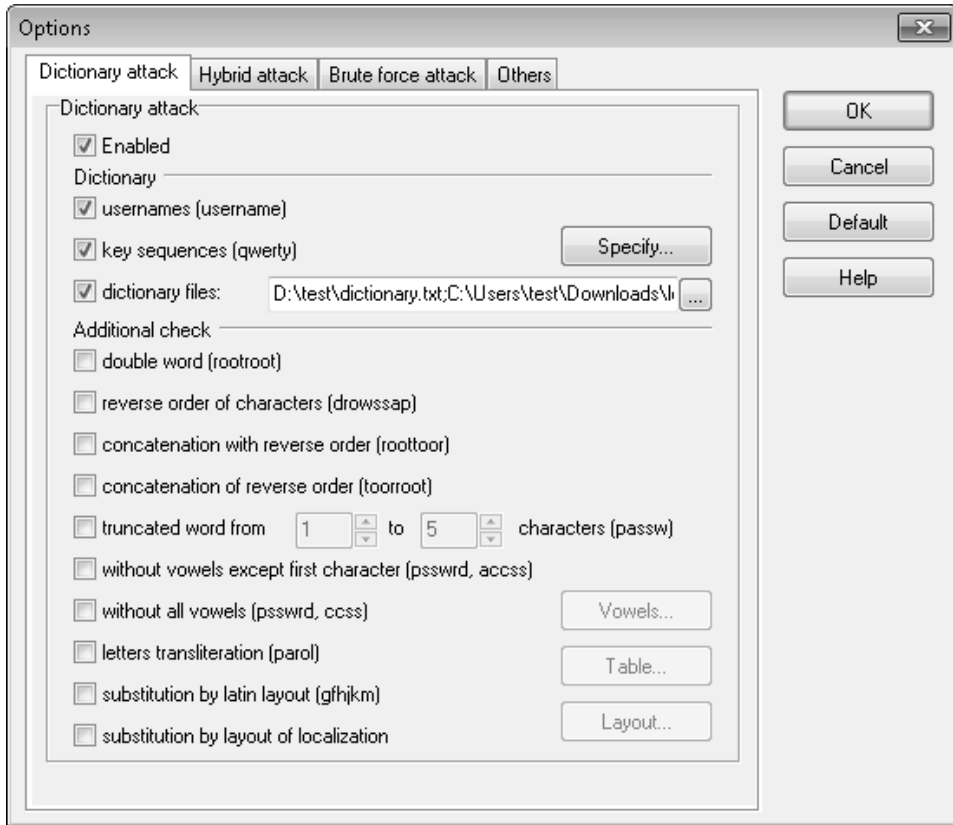 Options
Dictionary attack Hybrid attack Brute force attack Others
Dictionary attack
Enabled
Dictionary
usernames (username)
key sequences (qwerty) Specify...
dictionary files: D:\test\dictionary.txt;C:\Users\test\Downloads\ ...
Additional check
double word (rootroot)
reverse order of characters (drowssap)
concatenation with reverse order (roottoor)
concatenation of reverse order (toorroot)
truncated word from 1 to 5 characters (passw)
without vowels except first character (psswrd, accss)
without all vowels (psswrd, ccss) Vowels...
letters transliteration (parol) Table...
substitution by latin layout (gfhjkm)
substitution by layout of localization Layout...
OK
Cancel
Default
Help